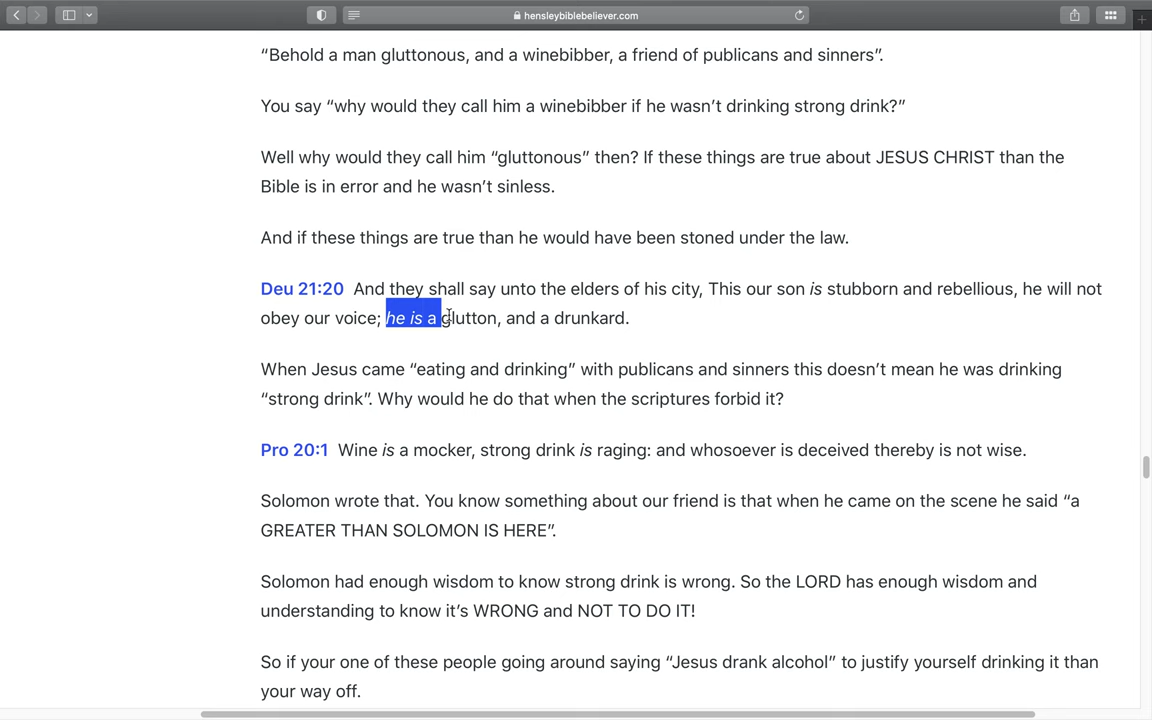 hensleybiblebeliever.com
“Behold a man gluttonous, and a winebibber, a friend of publicans and sinners”.
You say “why would they call him a winebibber if he wasn’t drinking strong drink?”
Well why would they call him “gluttonous” then? If these things are true about JESUS CHRIST than the
Bible is in error and he wasn’t sinless.
And if these things are true than he would have been stoned under the law.
Deu 21:20 And they shall say unto the elders of his city, This our son is stubborn and rebellious, he will not
obey our voice; he is a glutton, and a drunkard.
When Jesus came “eating and drinking” with publicans and sinners this doesn’t mean he was drinking
“strong drink”. Why would he do that when the scriptures forbid it?
Pro 20:1 Wine is a mocker, strong drink is raging: and whosoever is deceived thereby is not wise.
Solomon wrote that. You know something about our friend is that when he came on the scene he said “a
GREATER THAN SOLOMON IS HERE”.
Solomon had enough wisdom to know strong drink is wrong. So the LORD has enough wisdom and
understanding to know it’s WRONG and NOT TO DO IT!
So if your one of these people going around saying “Jesus drank alcohol” to justify yourself drinking it than
your way off.